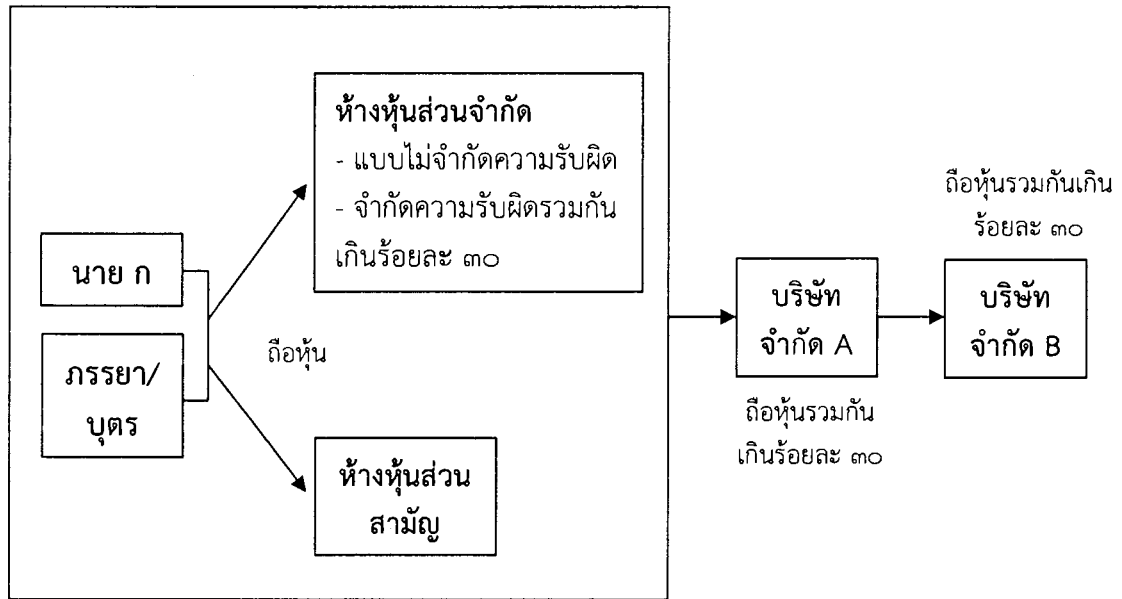 ห้างหุ้นส่วนจำกัด
- แบบไม่จำกัดความรับผิด
- จำกัดความรับผิดรวมกัน
เกินร้อยละ ๓๐
นาย ก
ภรรยา/
บุตร
ถือหุ้น
ห้างหุ้นส่วน
สามัญ
บริษัท
จำกัด A
ถือหุ้นรวมกัน
เกินร้อยละ ๓๐
ถือหุ้นรวมกันเกิน
ร้อยละ ๓๐
บริษัท
จำกัด B